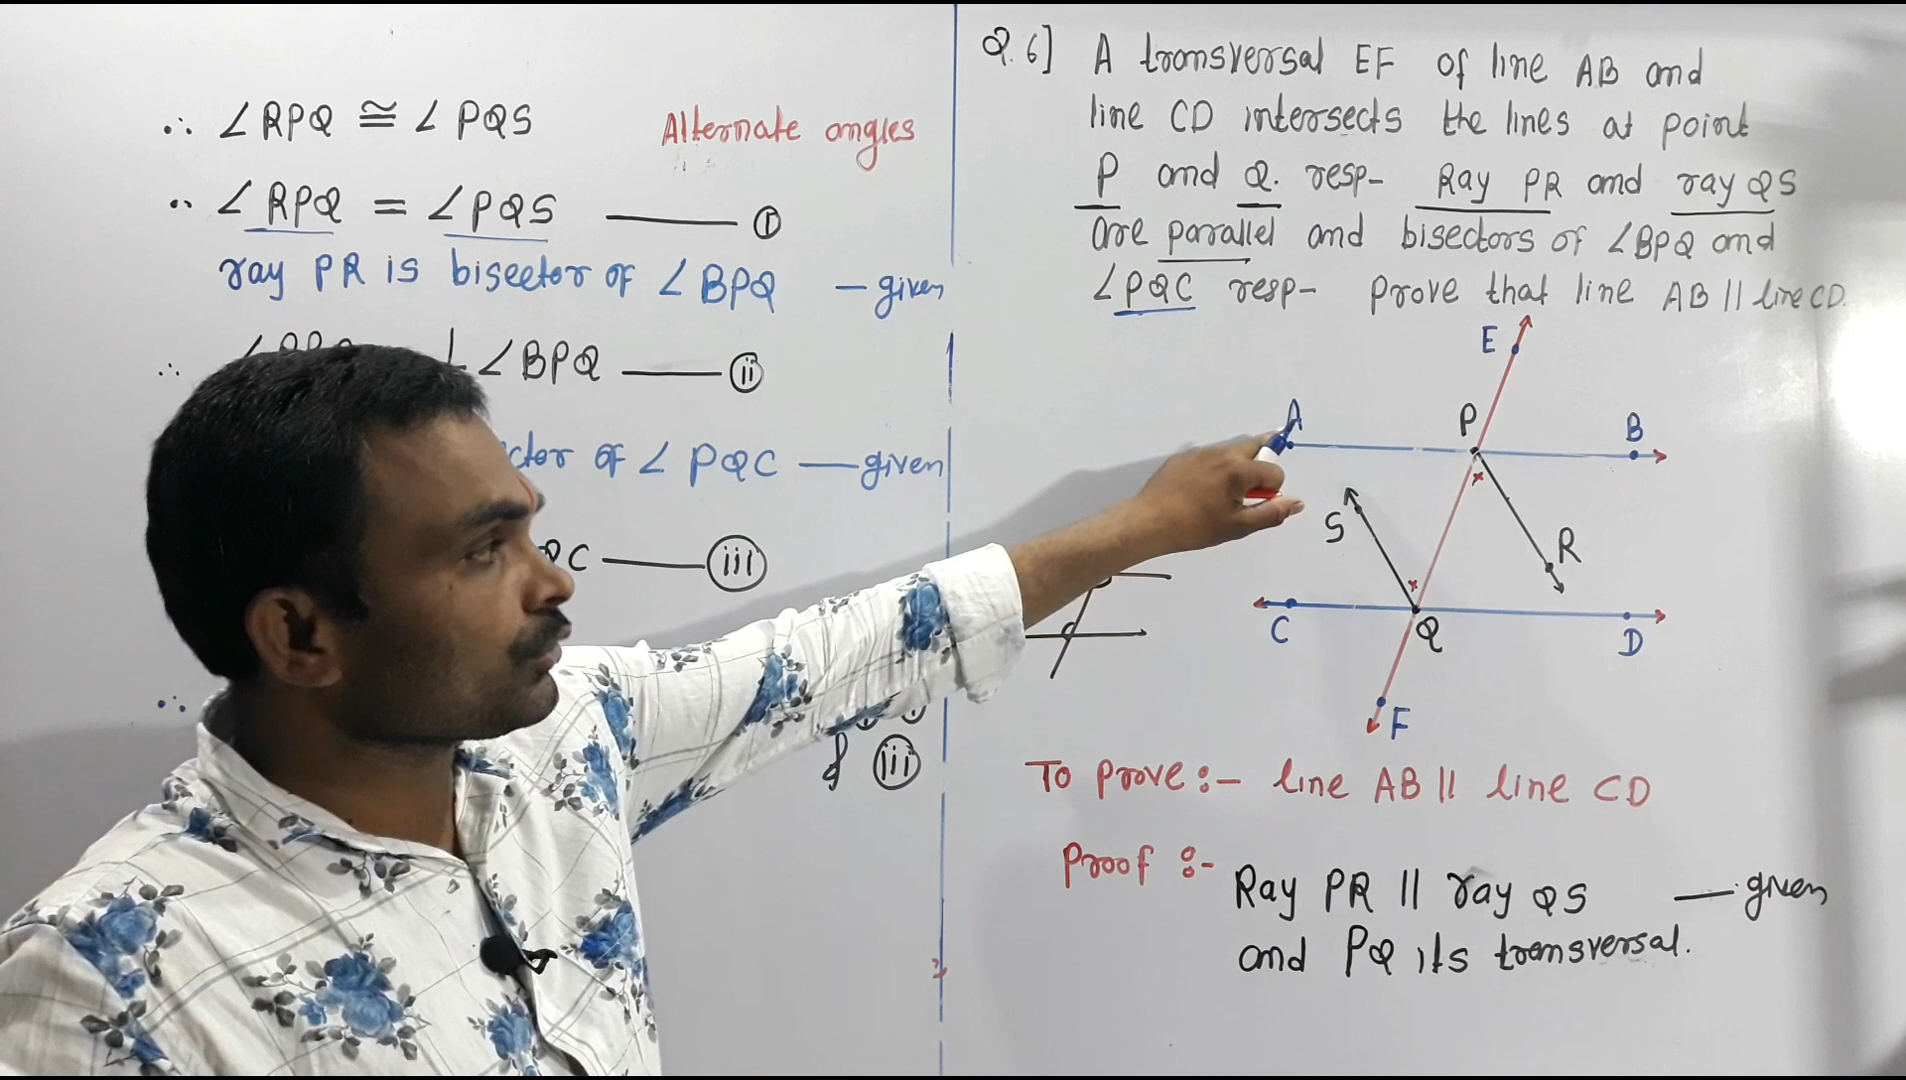 ∴ ∠RPQ ≅ ∠PQS Alternate angles
∴ ∠RPQ = ∠PQS —— i
ray PR is bisector of ∠BPQ — given
∴ ∠BPQ —— ii
ctor of ∠PQC — given
QC —— iii
∴
& iii
Q.6] A transversal EF of line AB and
line CD intersects the lines at point
P and Q. resp- Ray PR and ray QS
are parallel and bisectors of ∠BPQ and
∠PQC resp- Prove that line AB || line CD.
E
A P B
S R
C Q D
F
To Prove :- line AB || line CD
Proof :- Ray PR || ray QS — given
and PQ its transversal.